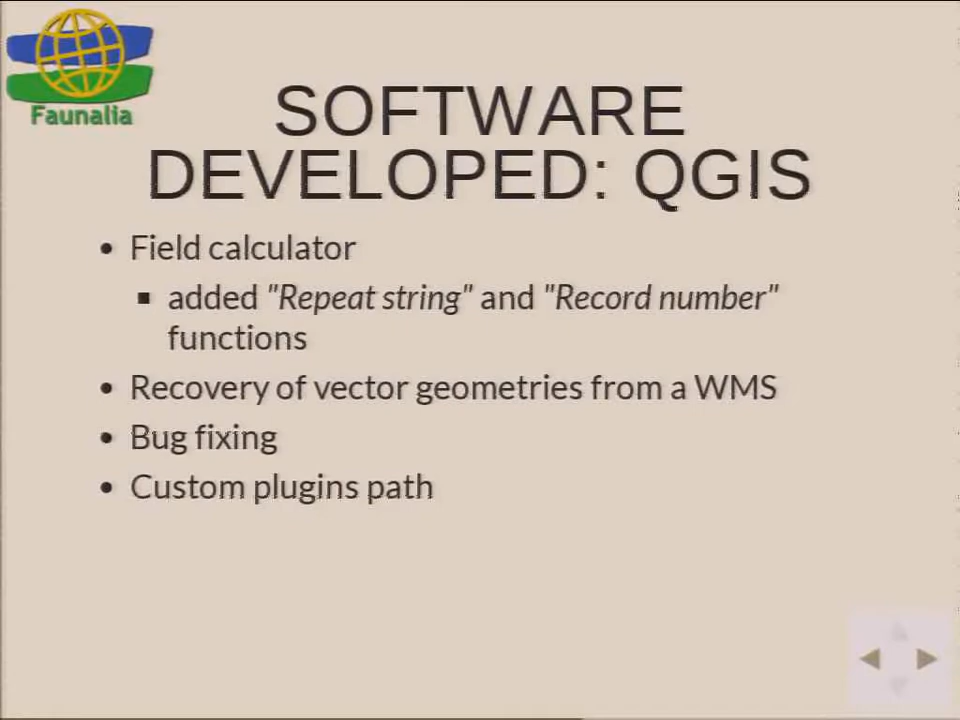 Faunalia
SOFTWARE
DEVELOPED: QGIS
• Field calculator
▪ added "Repeat string" and "Record number"
functions
• Recovery of vector geometries from a WMS
• Bug fixing
• Custom plugins path